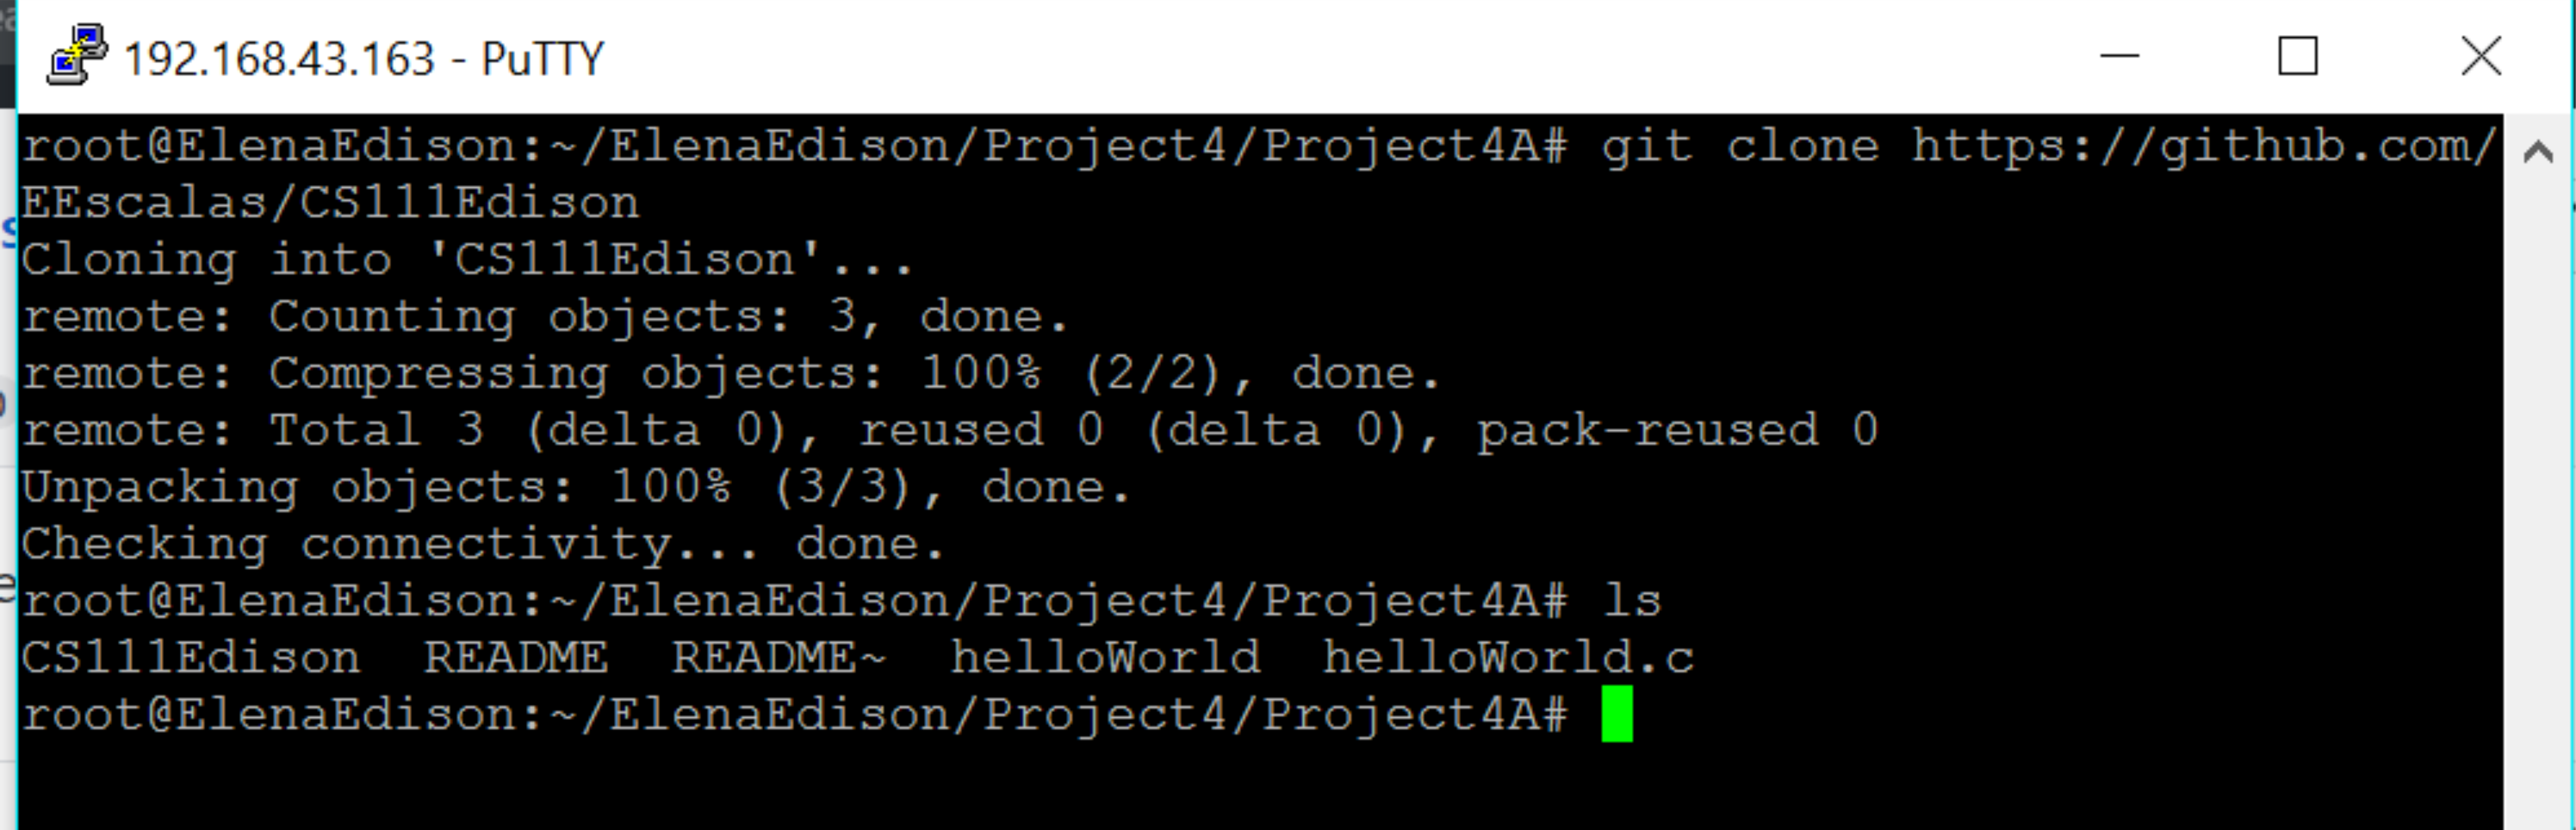 192.168.43.163 - PuTTY
root@ElenaEdison:~/ElenaEdison/Project4/Project4A# git clone https://github.com/
EEscalas/CS111Edison
Cloning into 'CS111Edison'...
remote: Counting objects: 3, done.
remote: Compressing objects: 100% (2/2), done.
remote: Total 3 (delta 0), reused 0 (delta 0), pack-reused 0
Unpacking objects: 100% (3/3), done.
Checking connectivity... done.
root@ElenaEdison:~/ElenaEdison/Project4/Project4A# ls
CS111Edison  README  README~  helloWorld  helloWorld.c
root@ElenaEdison:~/ElenaEdison/Project4/Project4A#